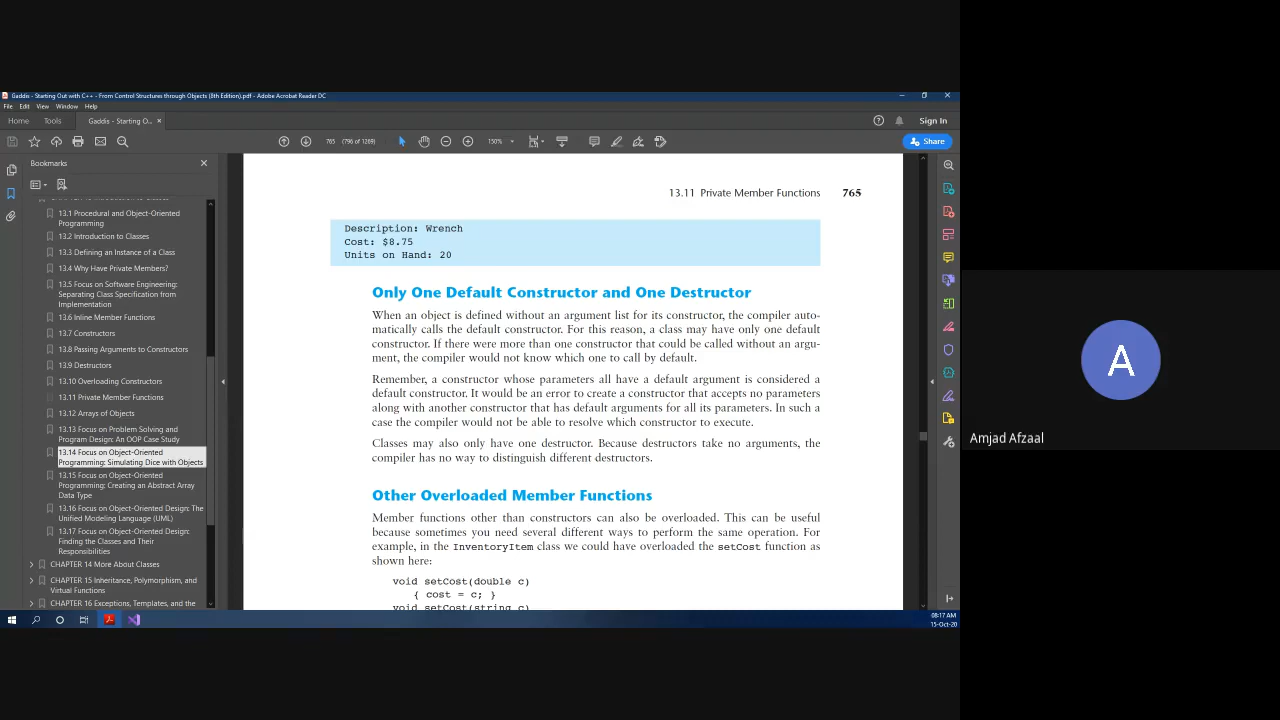 Gaddis - Starting Out with C++ - From Control Structures through Objects (8th Edition).pdf - Adobe Acrobat Reader DC
File Edit View Window Help
Home Tools Gaddis - Starting O... × Sign In
765 (796 of 1269) 150% Share
Bookmarks
13.1 Procedural and Object-Oriented
Programming
13.2 Introduction to Classes
13.3 Defining an Instance of a Class
13.4 Why Have Private Members?
13.5 Focus on Software Engineering:
Separating Class Specification from
Implementation
13.6 Inline Member Functions
13.7 Constructors
13.8 Passing Arguments to Constructors
13.9 Destructors
13.10 Overloading Constructors
13.11 Private Member Functions
13.12 Arrays of Objects
13.13 Focus on Problem Solving and
Program Design: An OOP Case Study
13.14 Focus on Object-Oriented
Programming: Simulating Dice with Objects
13.15 Focus on Object-Oriented
Programming: Creating an Abstract Array
Data Type
13.16 Focus on Object-Oriented Design: The
Unified Modeling Language (UML)
13.17 Focus on Object-Oriented Design:
Finding the Classes and Their
Responsibilities
CHAPTER 14 More About Classes
CHAPTER 15 Inheritance, Polymorphism, and
Virtual Functions
CHAPTER 16 Exceptions, Templates, and the
13.11 Private Member Functions 765
Description: Wrench
Cost: $8.75
Units on Hand: 20
Only One Default Constructor and One Destructor
When an object is defined without an argument list for its constructor, the compiler auto-
matically calls the default constructor. For this reason, a class may have only one default
constructor. If there were more than one constructor that could be called without an argu-
ment, the compiler would not know which one to call by default.
Remember, a constructor whose parameters all have a default argument is considered a
default constructor. It would be an error to create a constructor that accepts no parameters
along with another constructor that has default arguments for all its parameters. In such a
case the compiler would not be able to resolve which constructor to execute.
Classes may also only have one destructor. Because destructors take no arguments, the
compiler has no way to distinguish different destructors.
Other Overloaded Member Functions
Member functions other than constructors can also be overloaded. This can be useful
because sometimes you need several different ways to perform the same operation. For
example, in the InventoryItem class we could have overloaded the setCost function as
shown here:
void setCost(double c)
{ cost = c; }
void setCost(string c)
08:17 AM
15-Oct-20
A
Amjad Afzaal